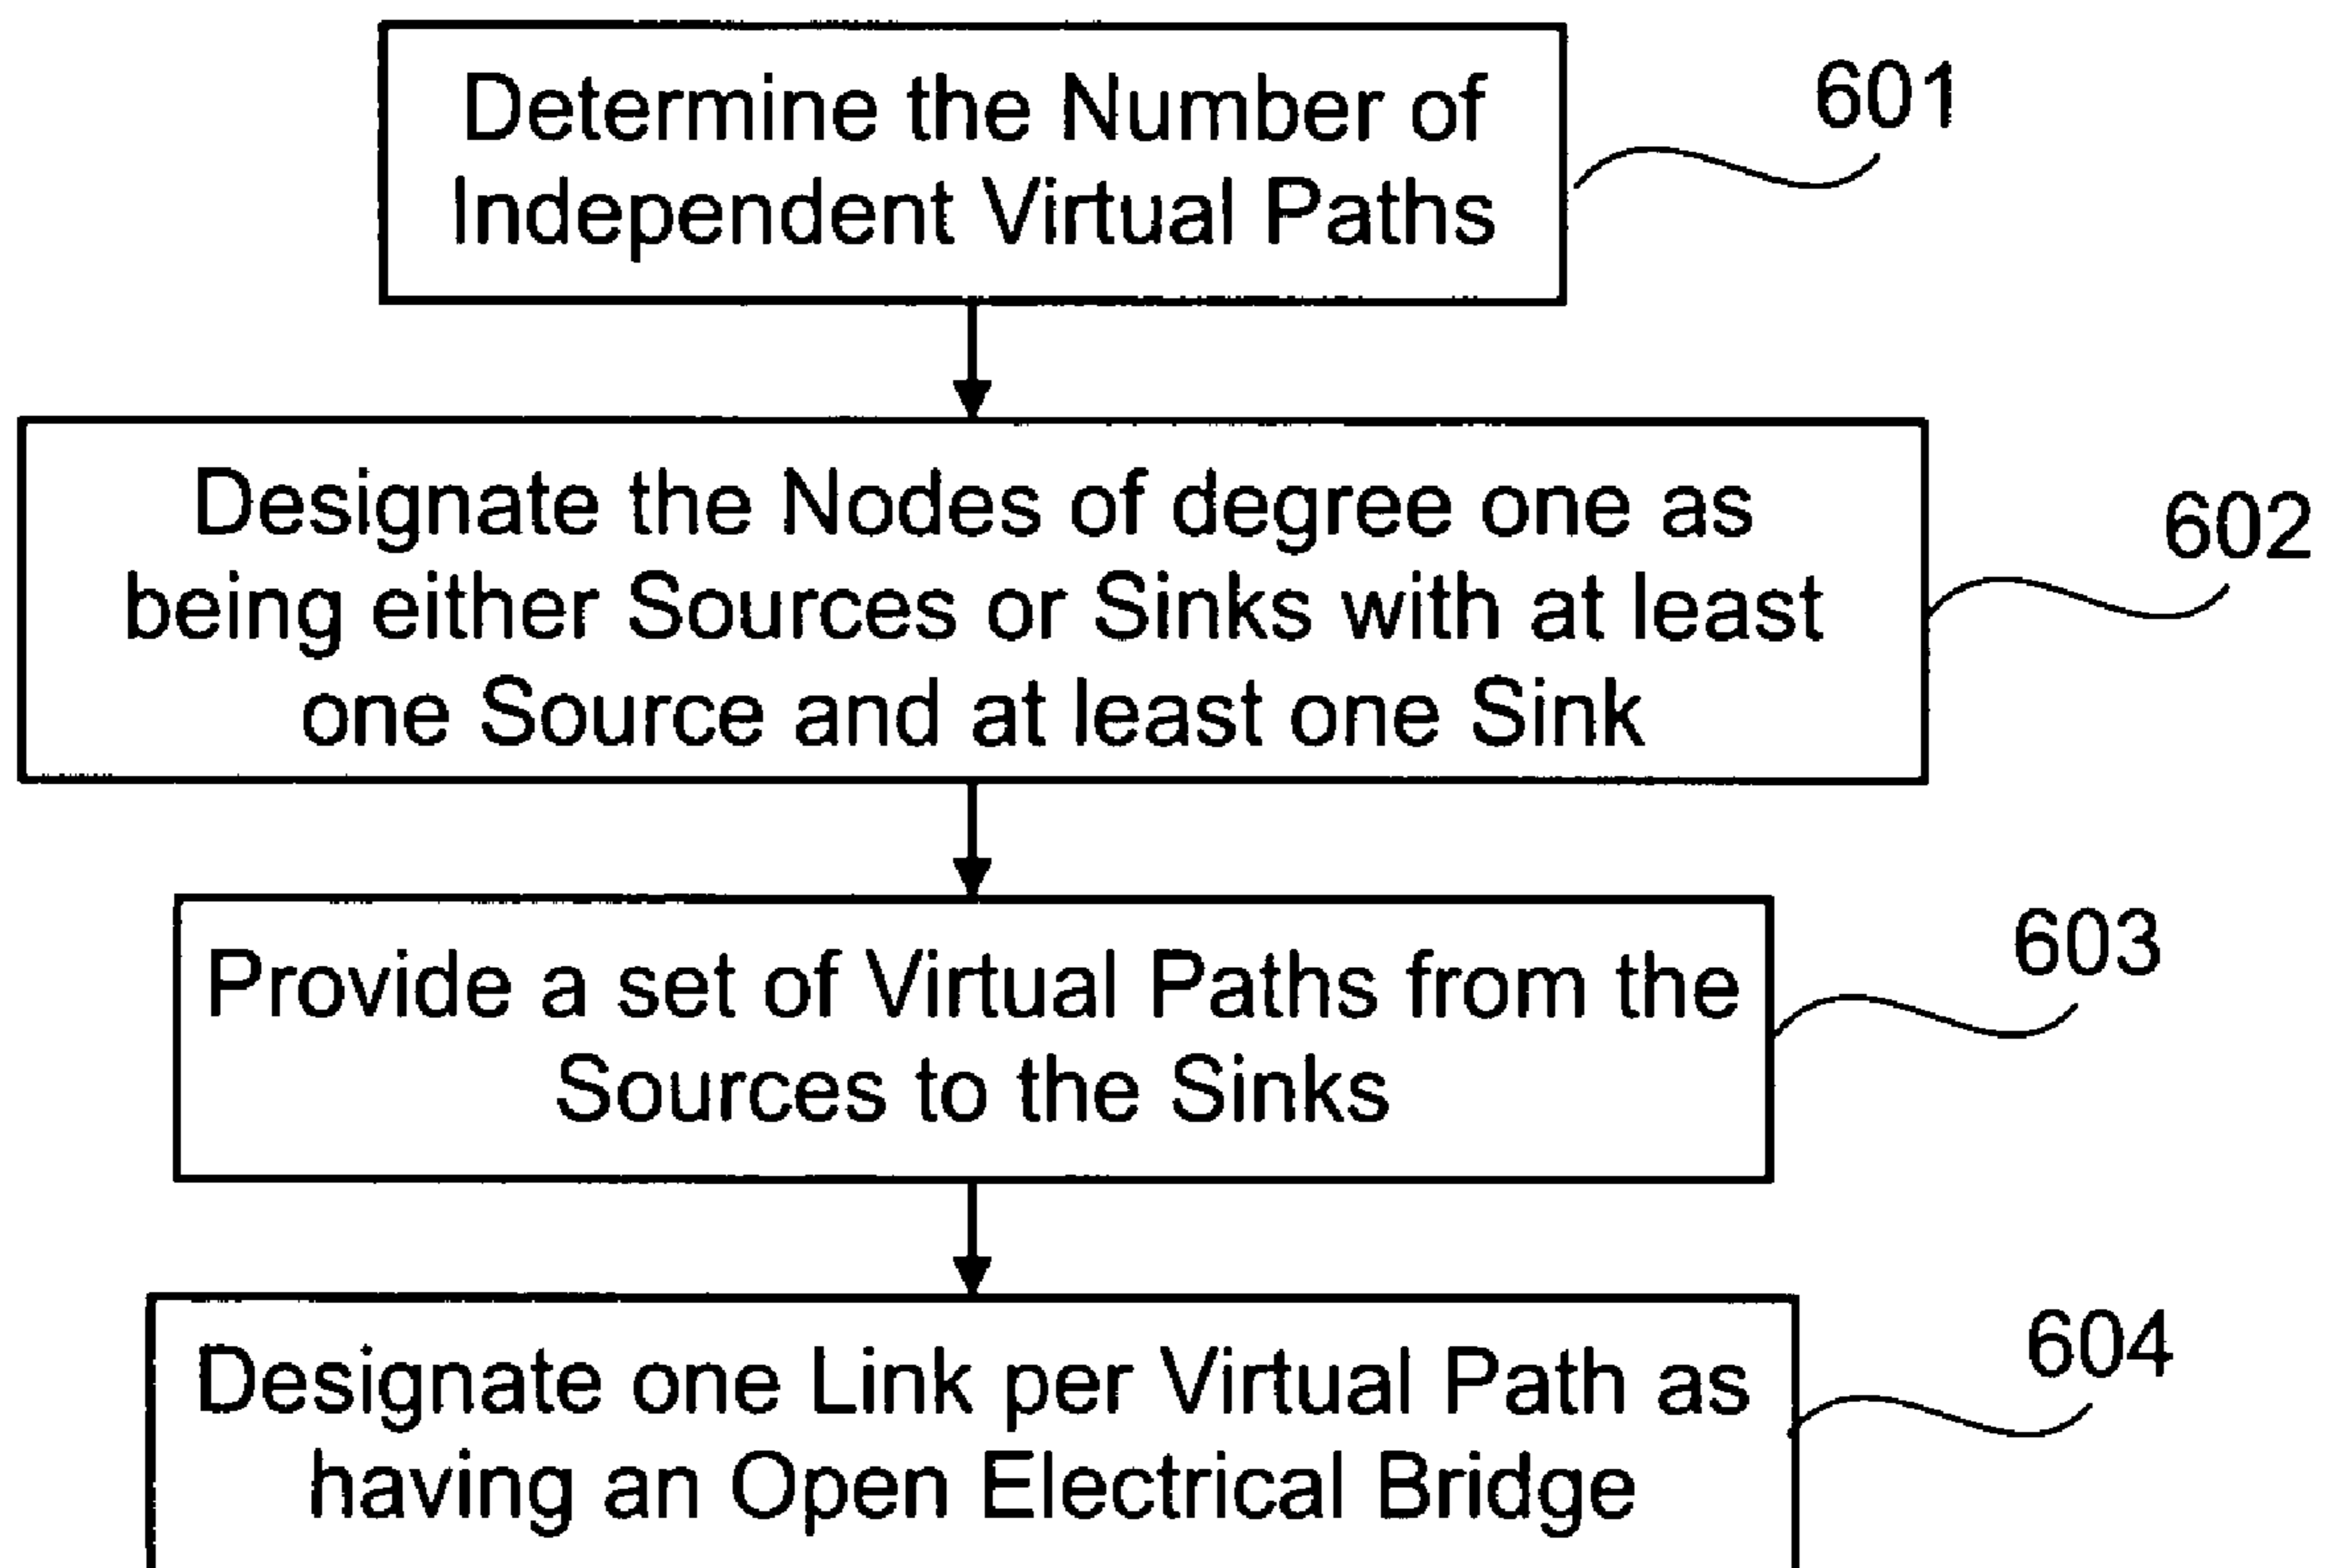 Determine the Number of
Independent Virtual Paths
601
Designate the Nodes of degree one as
being either Sources or Sinks with at least
one Source and at least one Sink
602
Provide a set of Virtual Paths from the
Sources to the Sinks
603
Designate one Link per Virtual Path as
having an Open Electrical Bridge
604